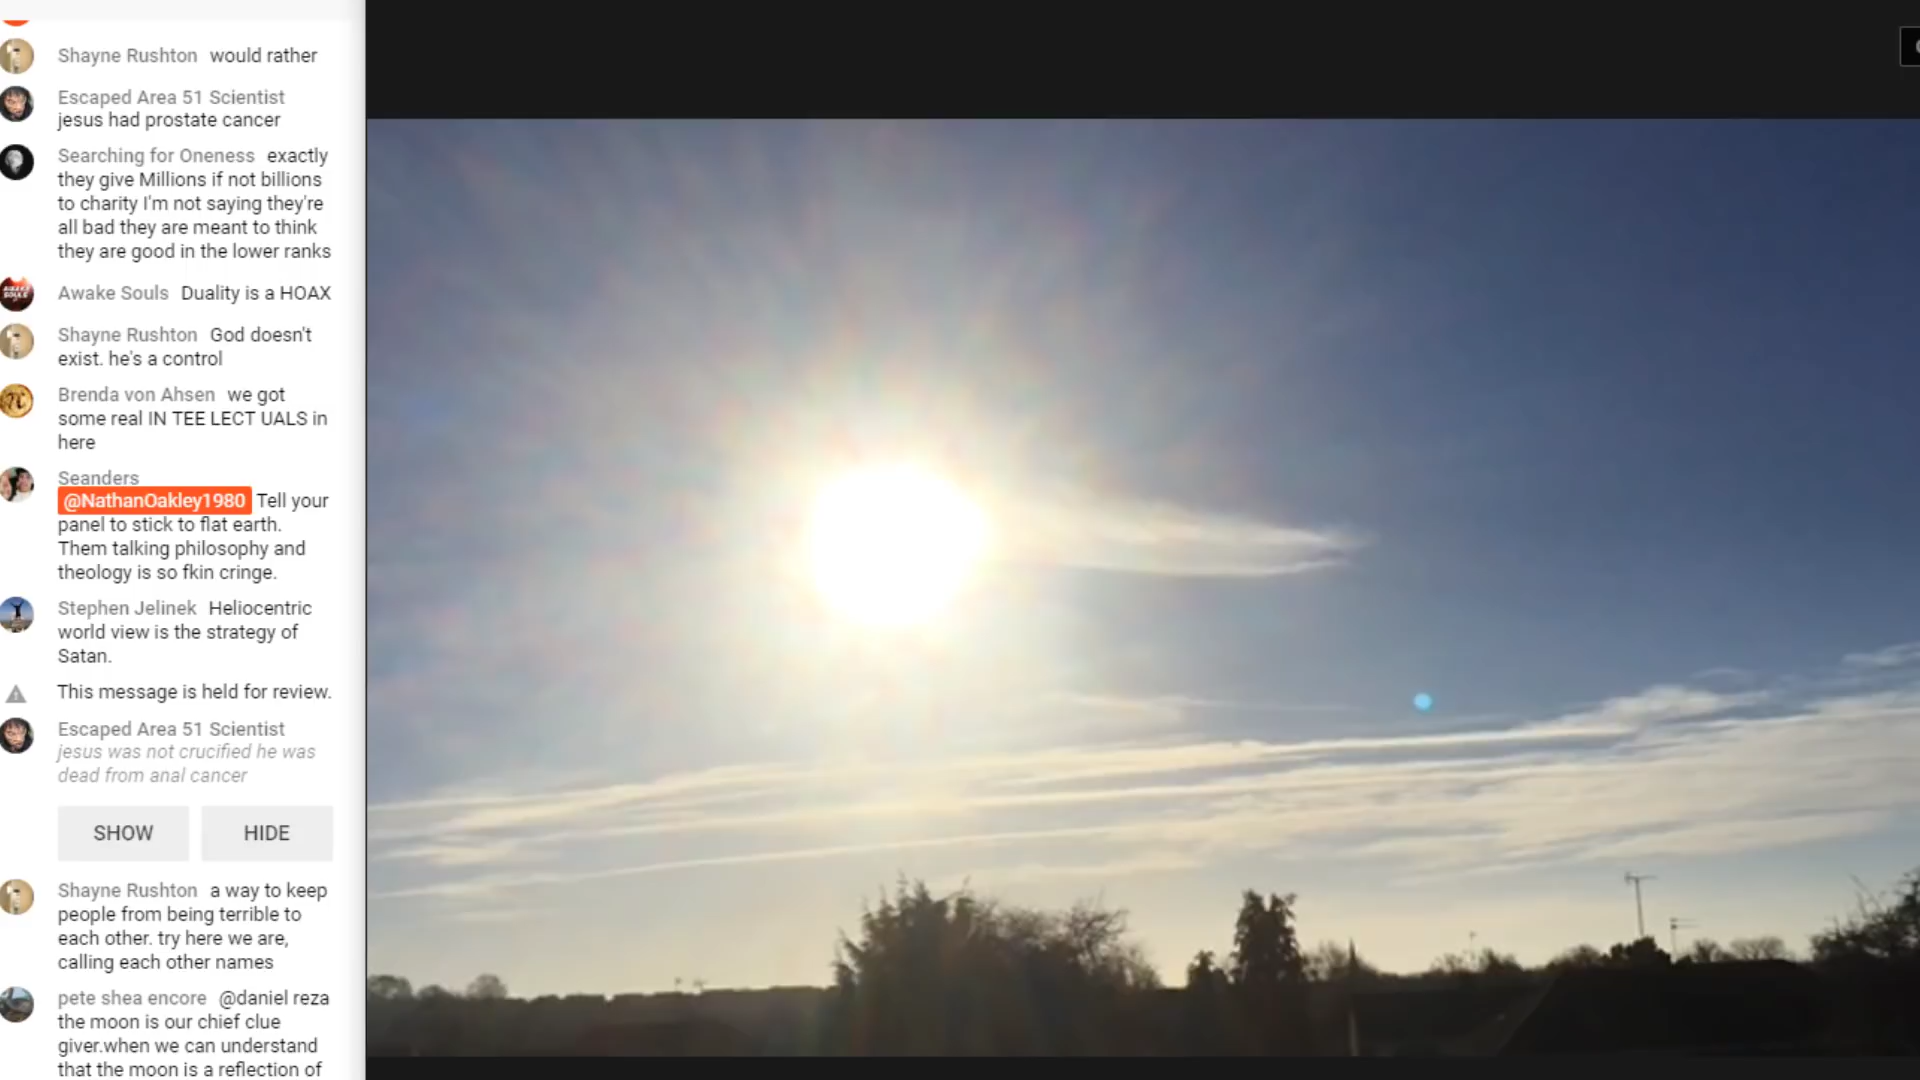 Shayne Rushton would rather
Escaped Area 51 Scientist
jesus had prostate cancer
Searching for Oneness exactly
they give Millions if not billions
to charity I'm not saying they're
all bad they are meant to think
they are good in the lower ranks
Awake Souls Duality is a HOAX
Shayne Rushton God doesn't
exist. he's a control
Brenda von Ahsen we got
some real IN TEE LECT UALS in
here
Seanders
@NathanOakley1980 Tell your
panel to stick to flat earth.
Them talking philosophy and
theology is so fkin cringe.
Stephen Jelinek Heliocentric
world view is the strategy of
Satan.
This message is held for review.
Escaped Area 51 Scientist
jesus was not crucified he was
dead from anal cancer
SHOW HIDE
Shayne Rushton a way to keep
people from being terrible to
each other. try here we are,
calling each other names
pete shea encore @daniel reza
the moon is our chief clue
giver.when we can understand
that the moon is a reflection of